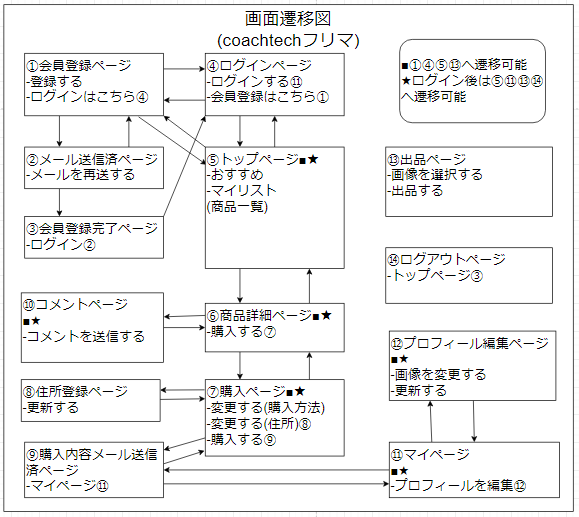 画面遷移図
(coachtechフリマ)
①会員登録ページ
-登録する
-ログインはこちら④
④ログインページ
-ログインする⑪
-会員登録はこちら①
■①④⑤⑬へ遷移可能
★ログイン後は⑤⑪⑬⑭
へ遷移可能
②メール送信済ページ
-メールを再送する
⑤トップページ■★
-おすすめ
-マイリスト
(商品一覧)
⑬出品ページ
-画像を選択する
-出品する
③会員登録完了ページ
-ログイン②
⑭ログアウトページ
-トップページ③
⑩コメントページ
■★
-コメントを送信する
⑥商品詳細ページ■★
-購入する⑦
⑫プロフィール編集ページ
■★
-画像を変更する
-更新する
⑧住所登録ページ
-更新する
⑦購入ページ■★
-変更する(購入方法)
-変更する(住所)⑧
-購入する⑨
⑨購入内容メール送信
済ページ
-マイページ⑪
⑪マイページ
■★
-プロフィールを編集⑫